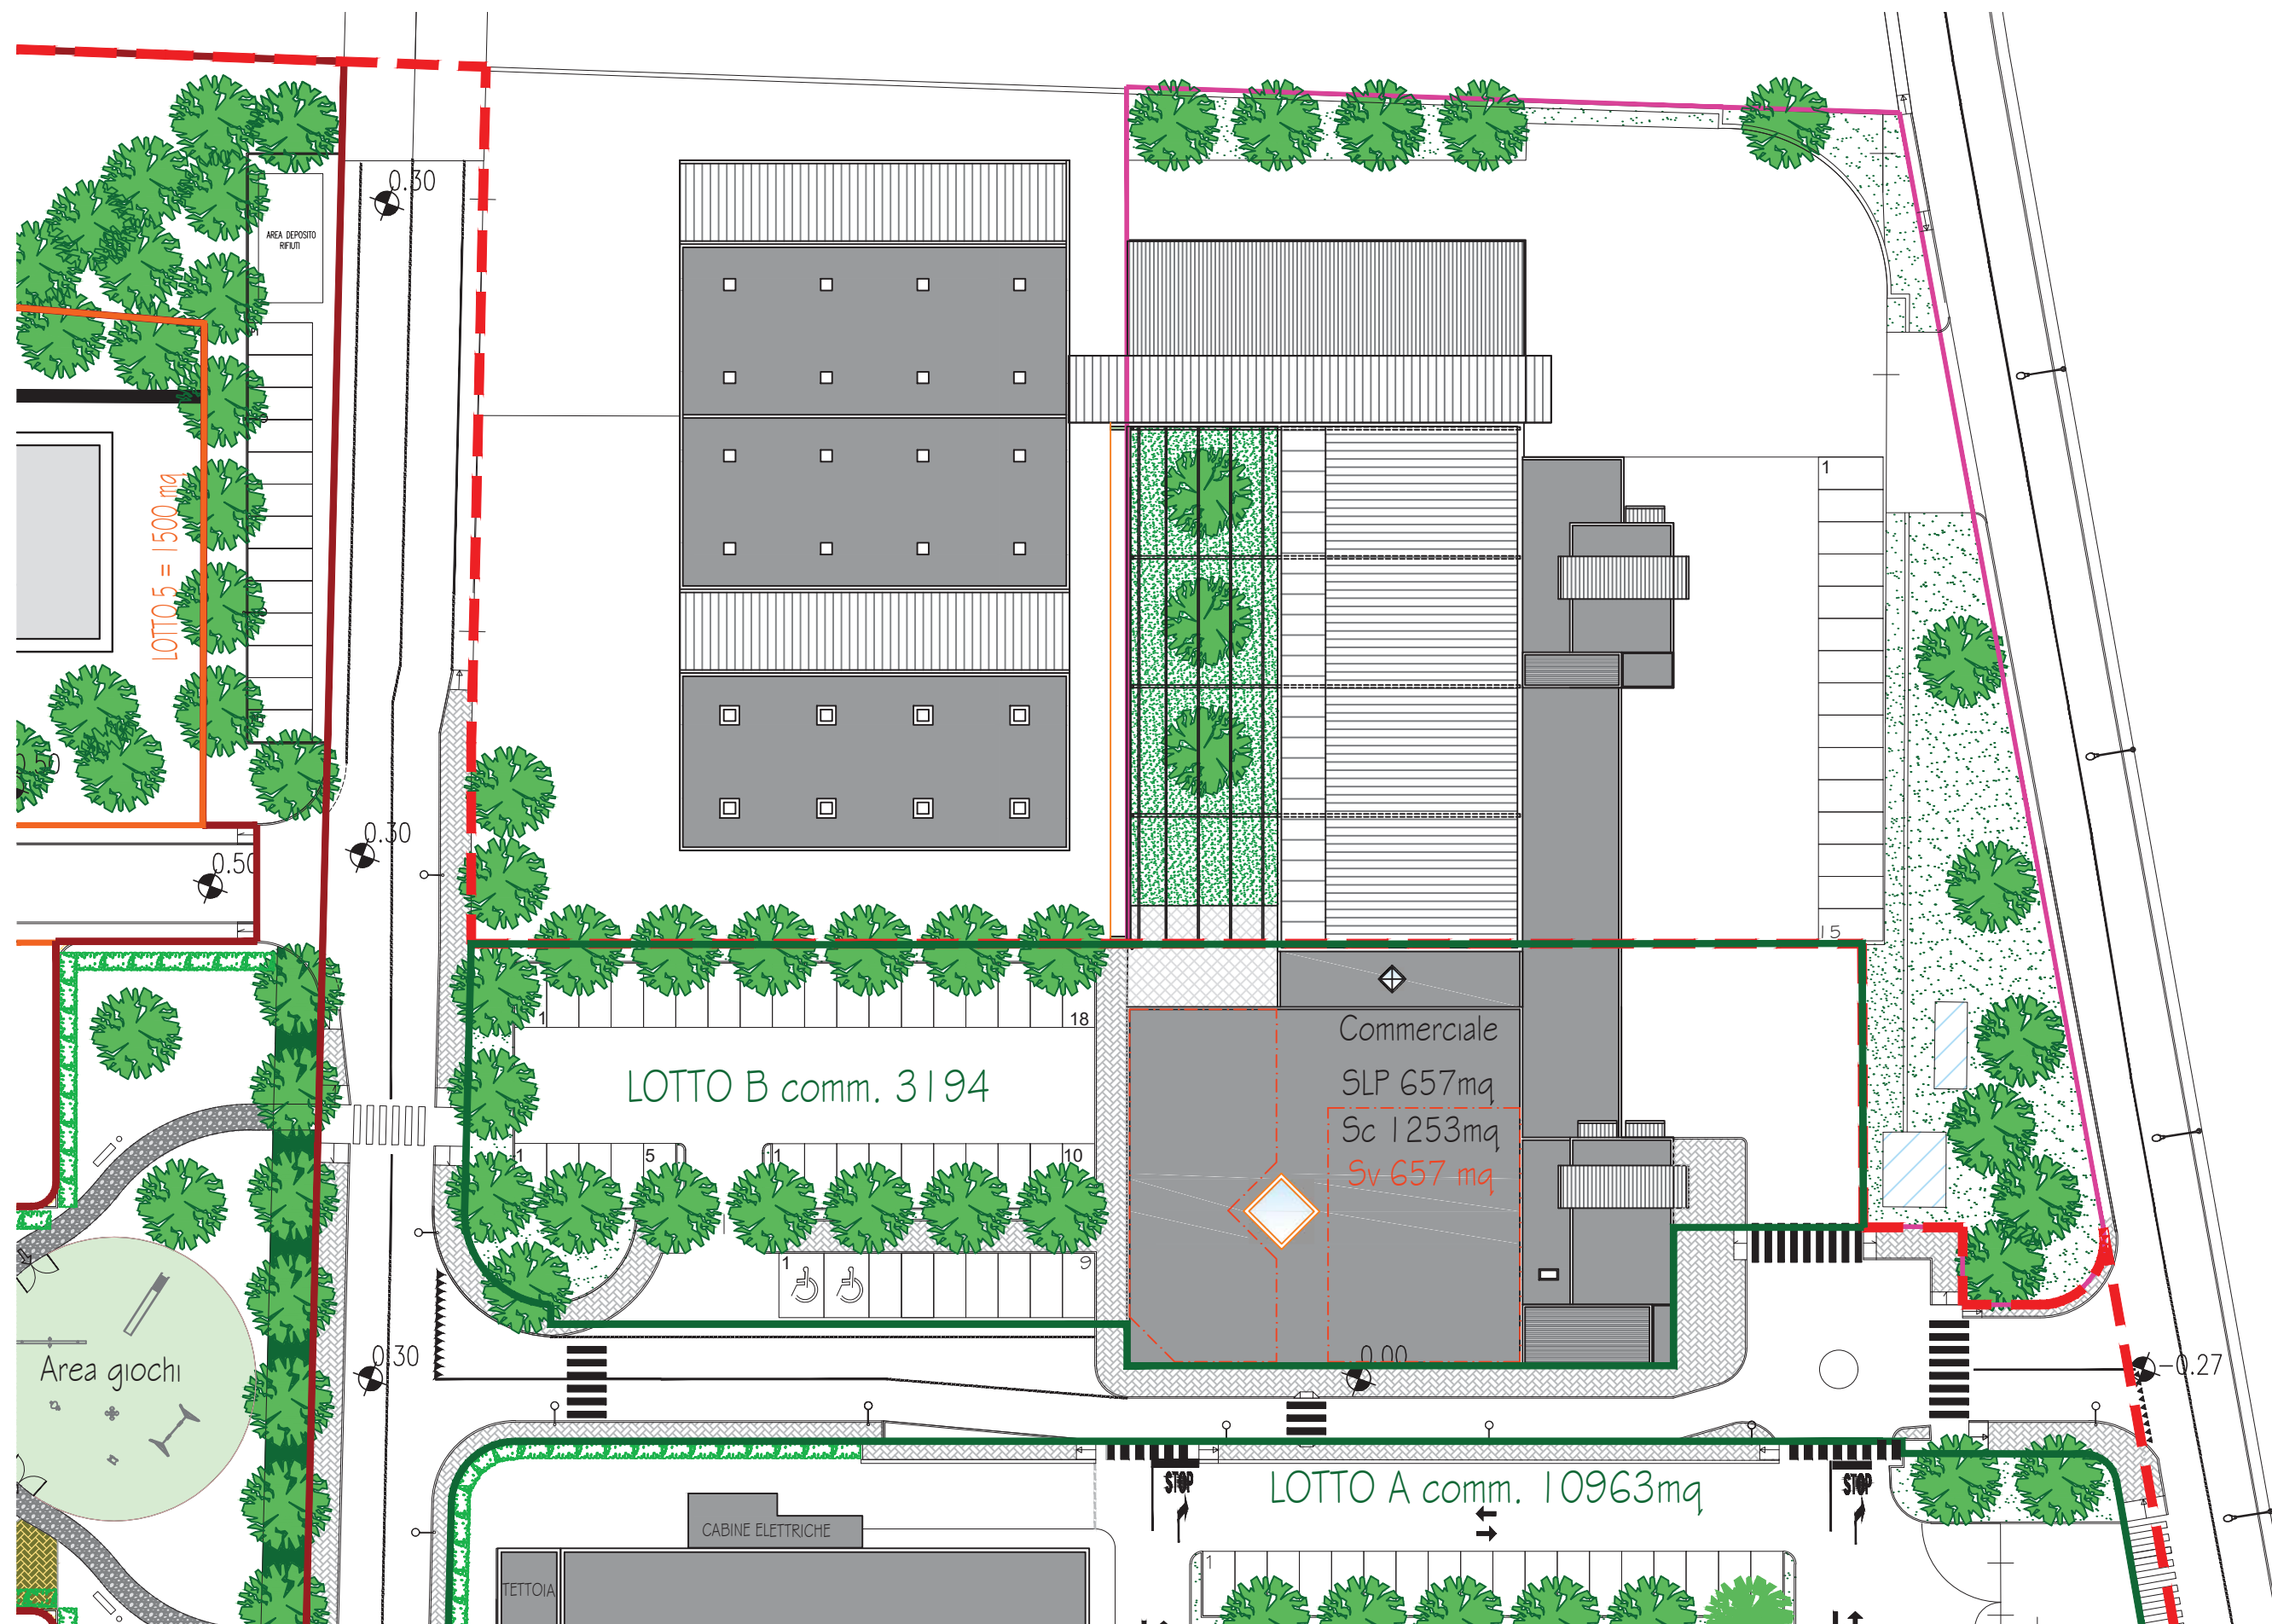 0.30
AREA DEPOSITO
RIFIUTI
LOTTO 5 = 1500 mq
1
0.50
0.30
0.50
15
1
18
Commerciale
LOTTO B comm. 3194
SLP 657mq
Sc 1253mq
1
5
1
10
Sv 657 mq
1
9
Area giochi
0.30
0.00
-0.27
STOP
LOTTO A comm. 10963mq
STOP
CABINE ELETTRICHE
1
TETTOIA